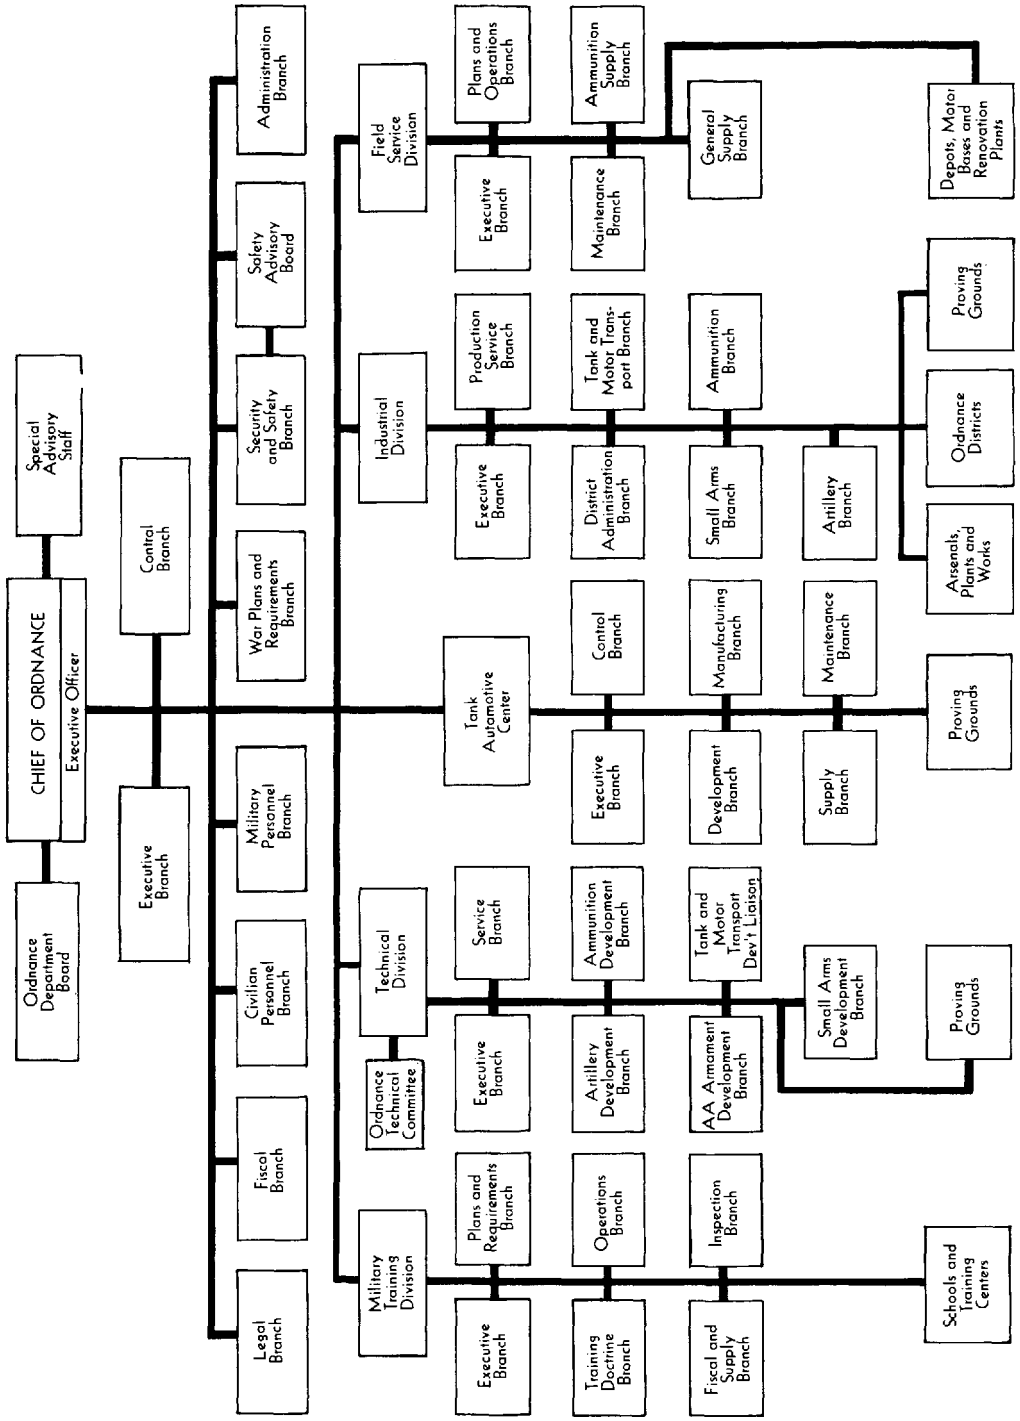 Ordnance
Department
Board
CHIEF OF ORDNANCE
Executive Officer
Special
Advisory
Staff
Executive
Branch
Control
Branch
Legal
Branch
Fiscal
Branch
Civilian
Personnel
Branch
Military
Personnel
Branch
War Plans and
Requirements
Branch
Security
and Safety
Branch
Safety
Advisory
Board
Administration
Branch
Military
Training
Division
Ordnance
Technical
Committee
Technical
Division
Tank
Automotive
Center
Industrial
Division
Field
Service
Division
Executive
Branch
Plans and
Requirements
Branch
Training
Doctrine
Bronch
Operations
Branch
Fiscal and
Supply
Branch
Inspection
Branch
Schools and
Training
Centers
Executive
Branch
Service
Branch
Artillery
Development
Branch
Ammunition
Development
Branch
AA Armament
Development
Branch
Tank and
Motor
Transport
Dev't Liaison
Small Arms
Development
Branch
Proving
Grounds
Executive
Branch
Control
Branch
Development
Branch
Manufacturing
Branch
Supply
Branch
Maintenance
Branch
Proving
Grounds
Executive
Branch
Production
Service
Branch
District
Administration
Branch
Tank and
Motor Trans-
port Branch
Small Arms
Branch
Ammunition
Branch
Artillery
Branch
Arsenals,
Plants and
Works
Ordnance
Districts
Proving
Grounds
Executive
Branch
Plans and
Operations
Branch
Maintenance
Branch
Ammunition
Supply
Branch
General
Supply
Branch
Depots, Motor
Bases and
Renovation
Plants